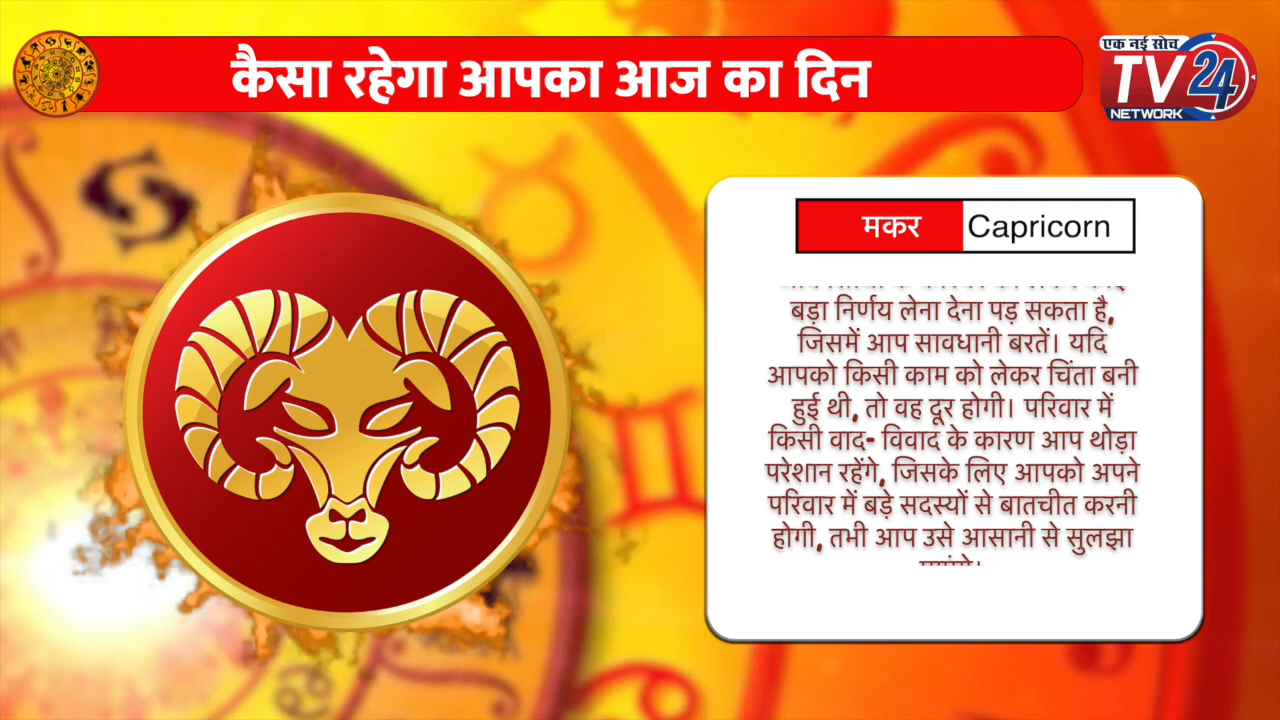 कैसा रहेगा आपका आज का दिन
एक नई सोच
TV24
NETWORK
मकर Capricorn
बड़ा निर्णय लेना देना पड़ सकता है,
जिसमें आप सावधानी बरतें। यदि
आपको किसी काम को लेकर चिंता बनी
हुई थी, तो वह दूर होगी। परिवार में
किसी वाद- विवाद के कारण आप थोड़ा
परेशान रहेंगे, जिसके लिए आपको अपने
परिवार में बड़े सदस्यों से बातचीत करनी
होगी, तभी आप उसे आसानी से सुलझा